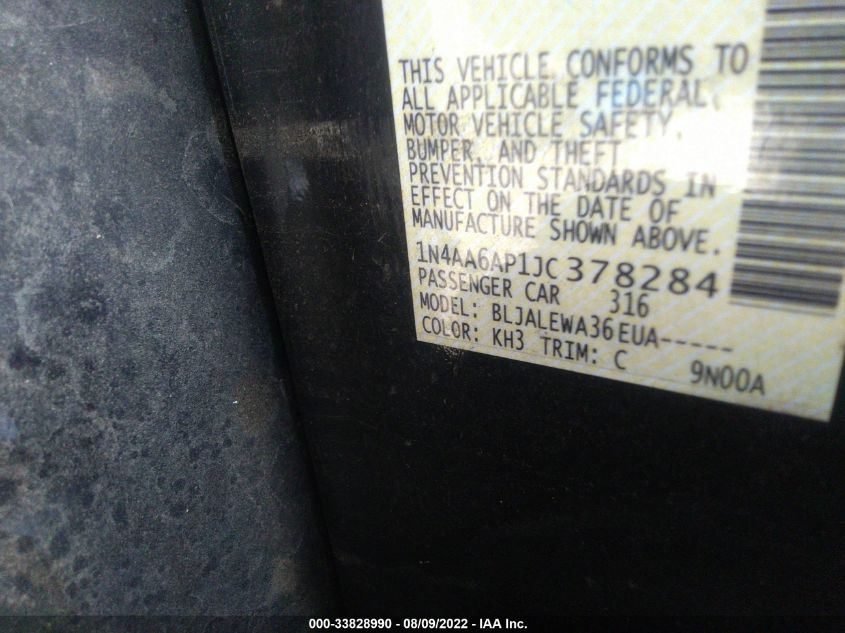 THIS VEHICLE CONFORMS TO
ALL APPLICABLE FEDERAL,
MOTOR VEHICLE SAFETY,
BUMPER, AND THEFT
PREVENTION STANDARDS IN
EFFECT ON THE DATE OF
MANUFACTURE SHOWN ABOVE.
1N4AA6AP1JC378284
PASSENGER CAR 316
MODEL: BLJALEWA36EUA-----
COLOR: KH3 TRIM: C 9N00A
000-33828990 - 08/09/2022 - IAA Inc.